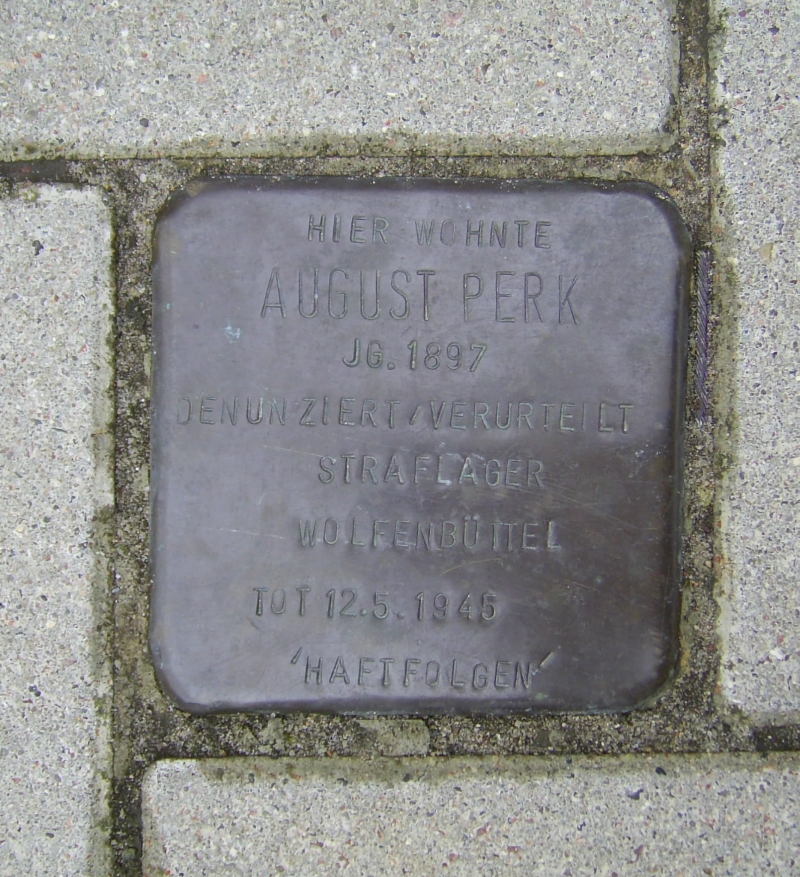 HIER WOHNTE
AUGUST PERK
JG. 1897
DENUNZIERT/VERURTEILT
STRAFLAGER
WOLFENBÜTTEL
TOT 12.5.1945
'HAFTFOLGEN'